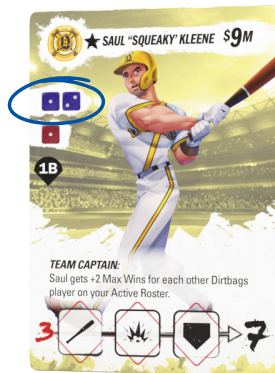 ★ SAUL "SQUEAKY' KLEENE $9M
1B
TEAM CAPTAIN:
Saul gets +2 Max Wins for each other Dirtbags
player on your Active Roster.
3 7